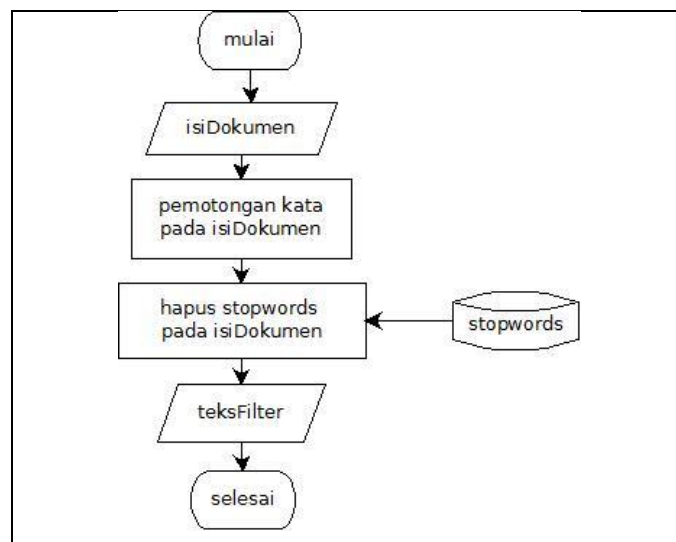 mulai
isiDokumen
pemotongan kata
pada isiDokumen
hapus stopwords
pada isiDokumen
stopwords
teksFilter
selesai